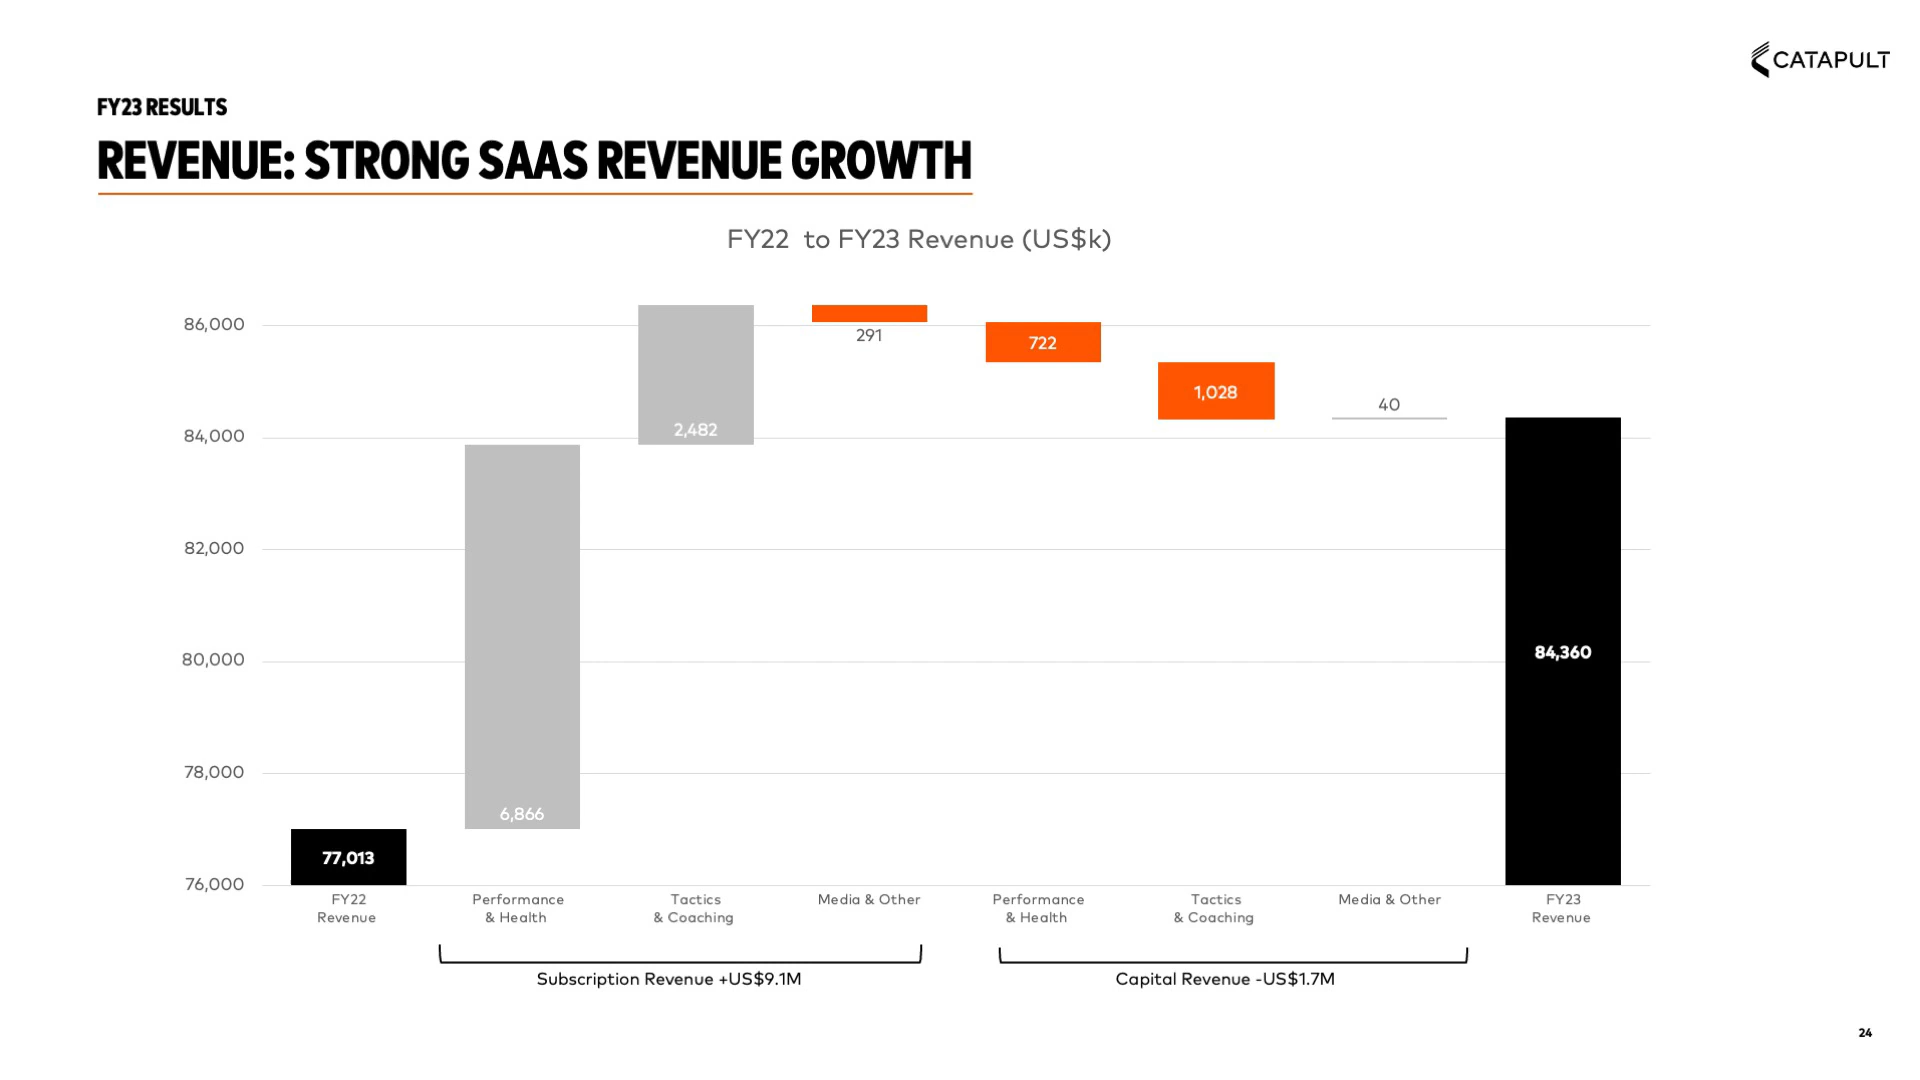 CATAPULT
FY23 RESULTS
REVENUE: STRONG SAAS REVENUE GROWTH
FY22 to FY23 Revenue (US$k)
86,000
84,000
82,000
80,000
78,000
76,000
77,013
6,866
2,482
291
722
1,028
40
84,360
FY22
Revenue
Performance
& Health
Tactics
& Coaching
Media & Other
Performance
& Health
Tactics
& Coaching
Media & Other
FY23
Revenue
Subscription Revenue +US$9.1M
Capital Revenue -US$1.7M
24